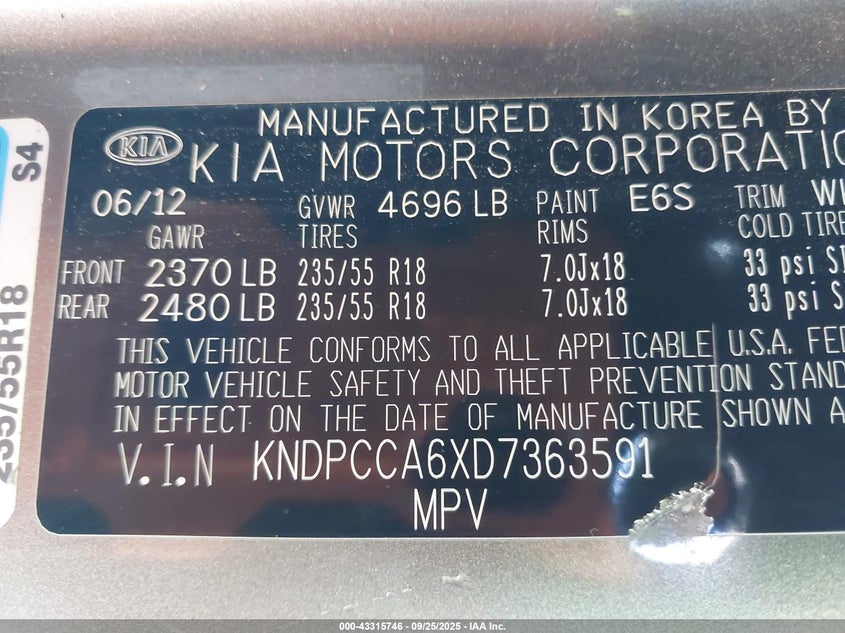 MANUFACTURED IN KOREA BY
KIA KIA MOTORS CORPORATIO
06/12 GVWR 4696 LB PAINT E6S TRIM
GAWR TIRES RIMS COLD TIRE
FRONT 2370 LB 235/55 R18 7.0Jx18 33 psi
REAR 2480 LB 235/55 R18 7.0Jx18 33 psi
THIS VEHICLE CONFORMS TO ALL APPLICABLE U.S.A. FED
MOTOR VEHICLE SAFETY AND THEFT PREVENTION STAND
IN EFFECT ON THE DATE OF MANUFACTURE SHOWN A
V.I.N KNDPCCA6XD7363591
MPV
S4
235/55R18
000-43315746 - 09/25/2025 - IAA Inc.